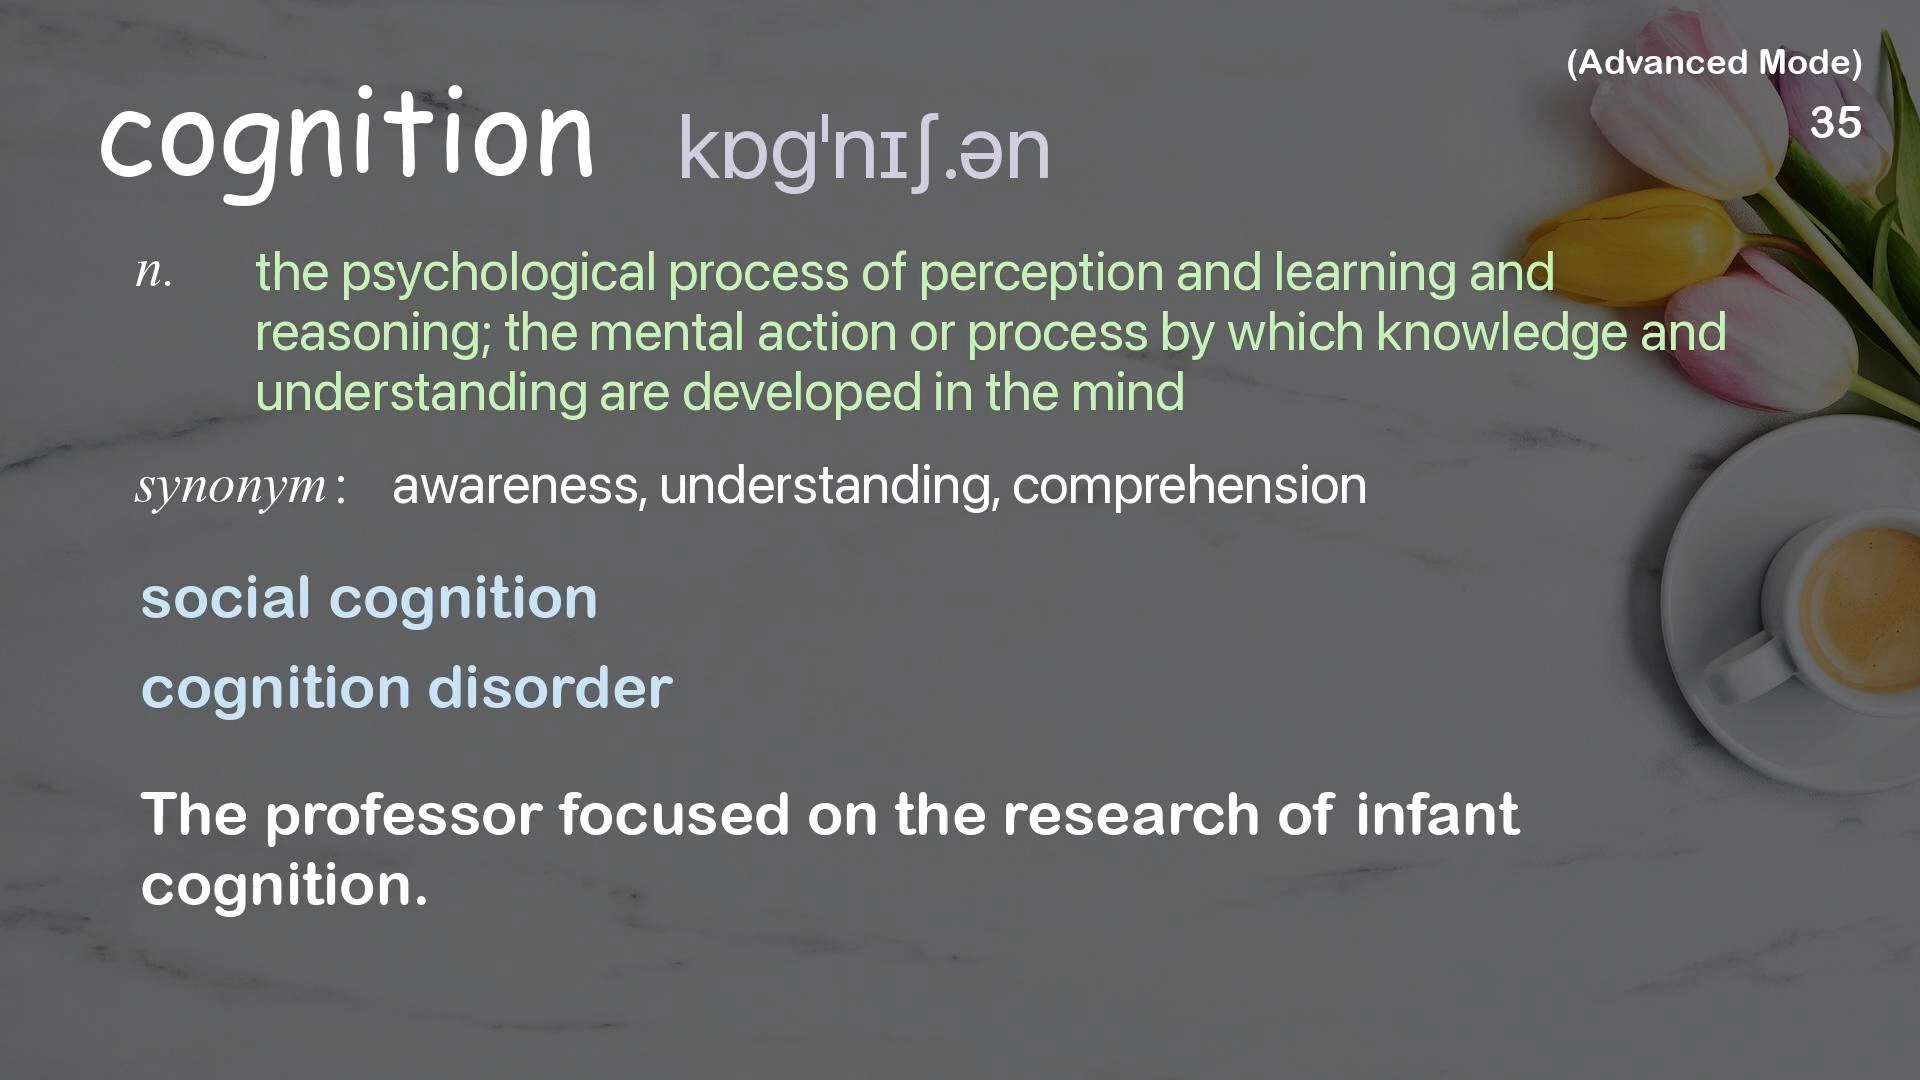 (Advanced Mode)
cognition kɒgˈnɪʃ.ən
35
n. the psychological process of perception and learning and
reasoning; the mental action or process by which knowledge and
understanding are developed in the mind
synonym: awareness, understanding, comprehension
social cognition
cognition disorder
The professor focused on the research of infant
cognition.